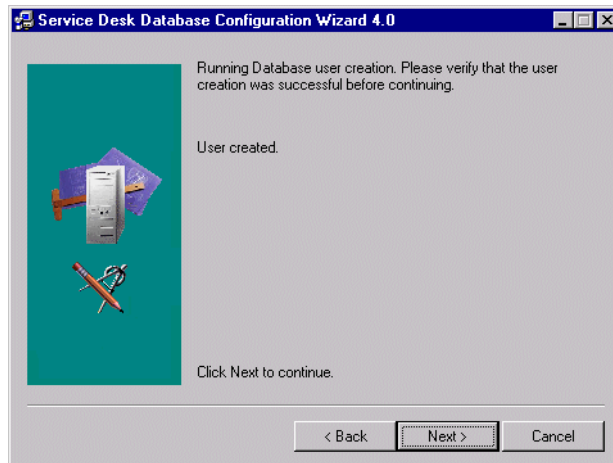 Service Desk Database Configuration Wizard 4.0
Running Database user creation. Please verify that the user
creation was successful before continuing.
User created.
Click Next to continue.
< Back
Next >
Cancel